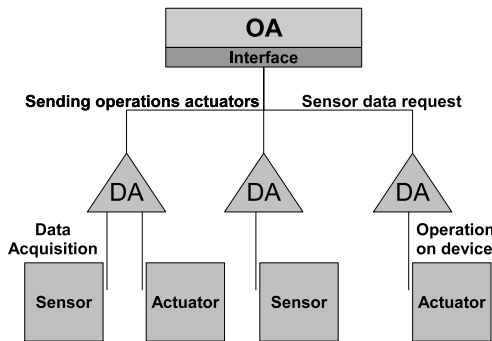 OA
Interface
Sending operations actuators
Sensor data request
DA
DA
DA
Data
Acquisition
Operation
on device
Sensor
Actuator
Sensor
Actuator